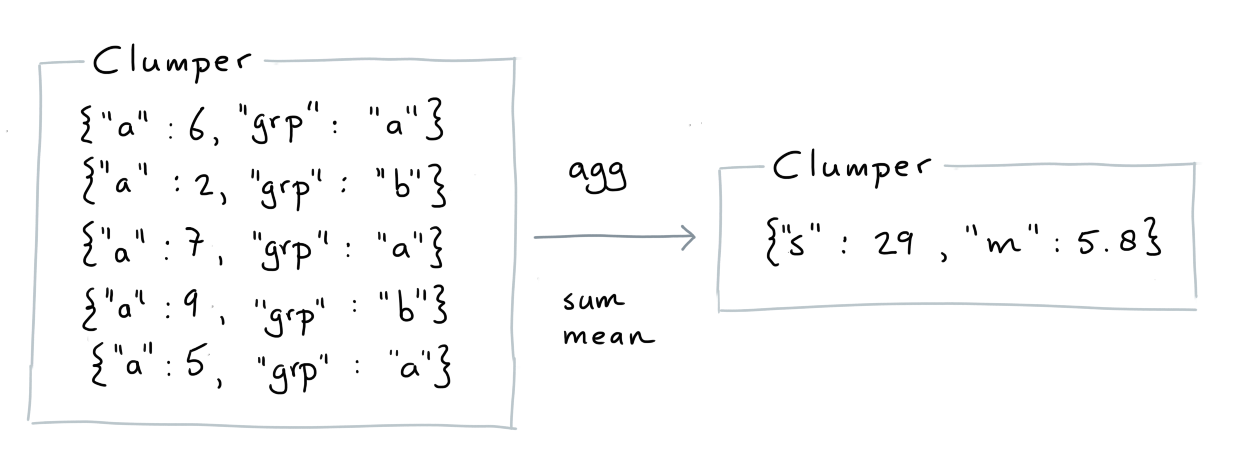 Clumper
{"a" : 6, "grp" : "a"}
{"a" : 2, "grp" : "b"}
{"a" : 7, "grp" : "a"}
{"a" : 9, "grp" : "b"}
{"a" : 5, "grp" : "a"}
agg
sum
mean
Clumper
{"s" : 29 , "m" : 5.8}